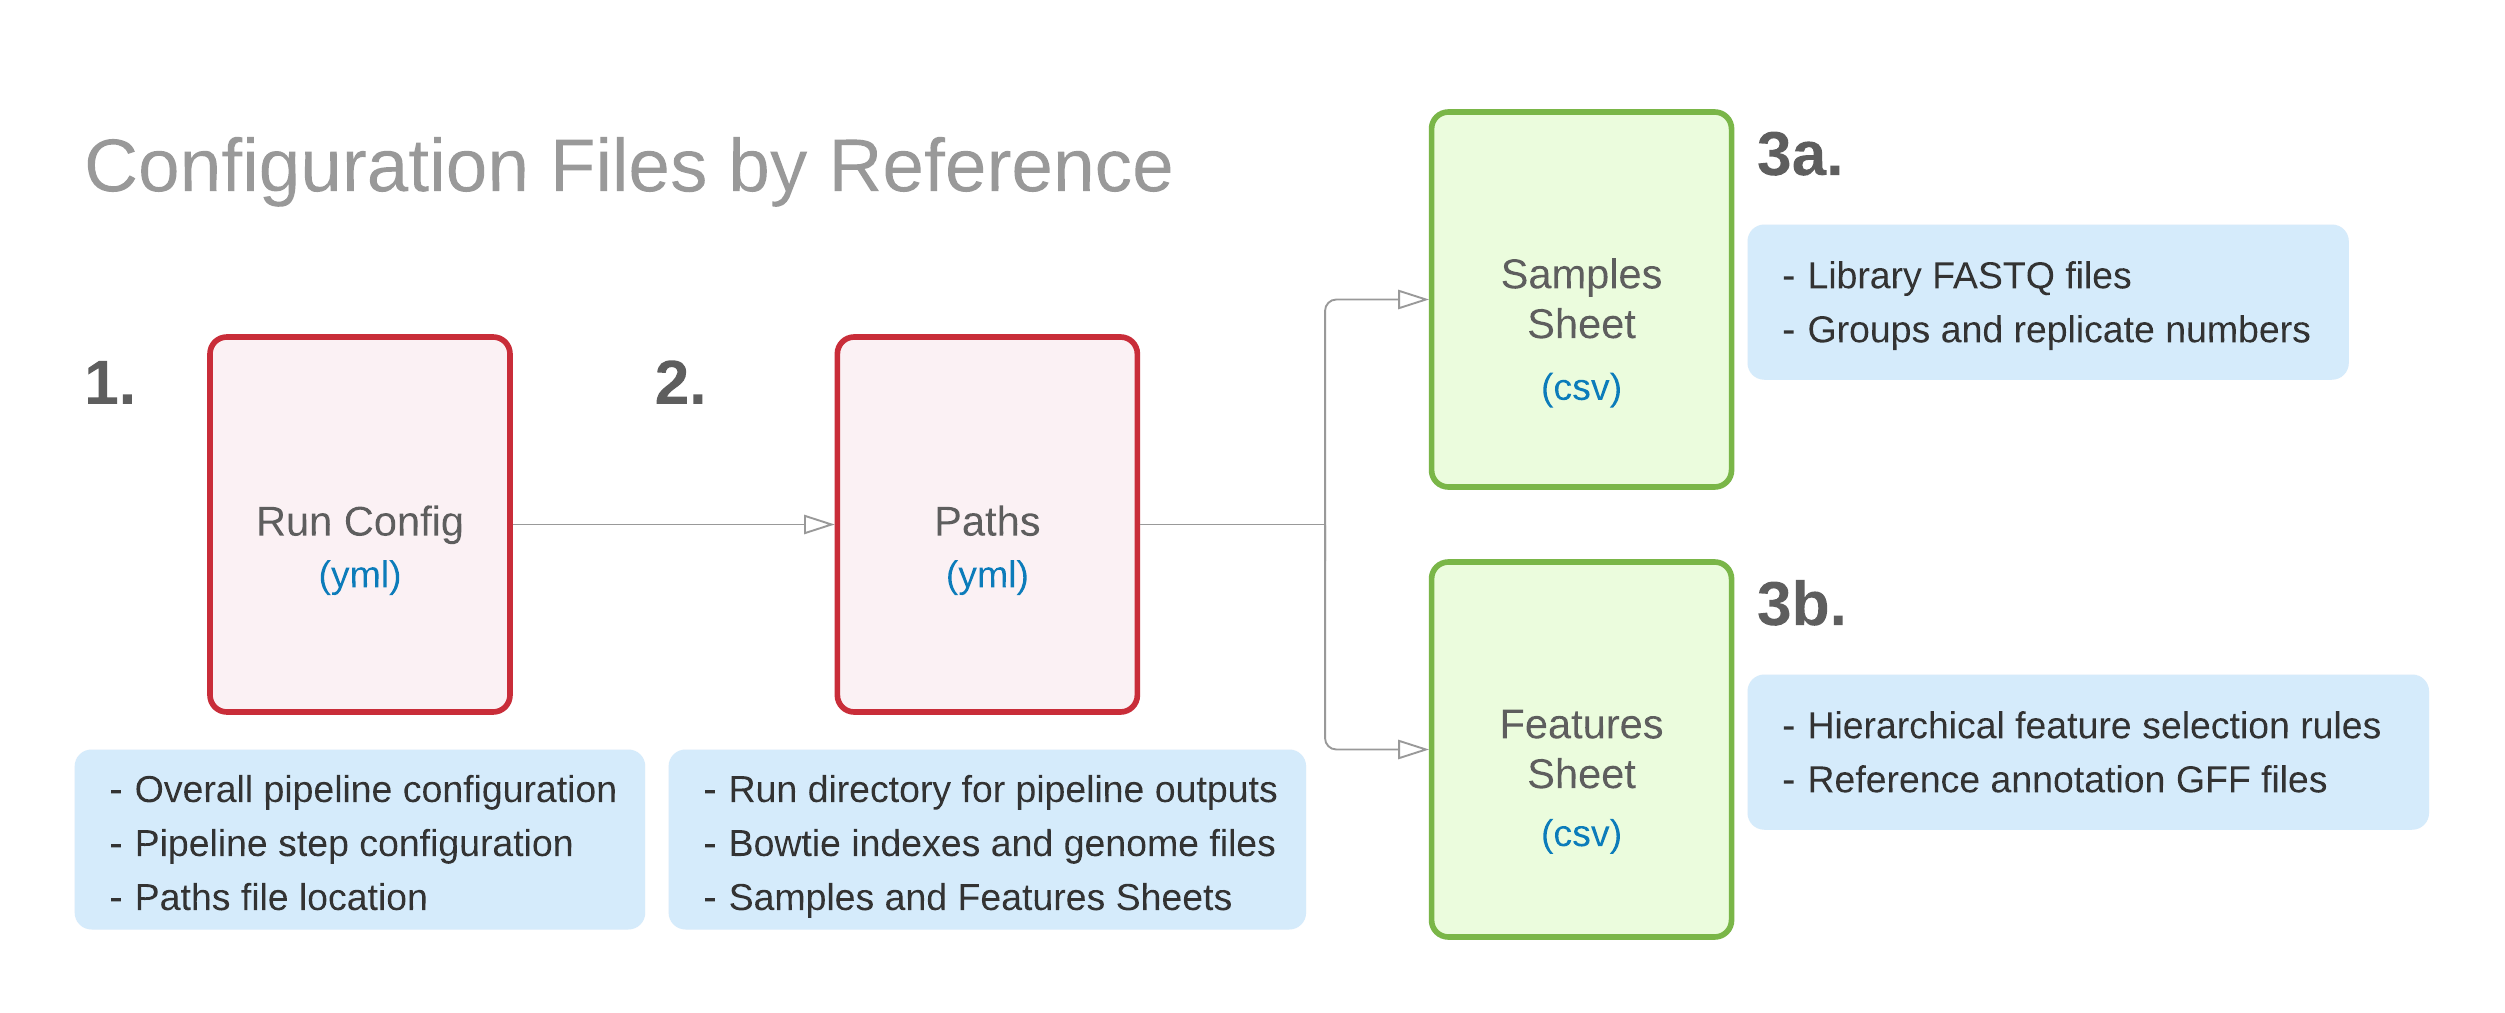 Configuration Files by Reference
1.
Run Config
(yml)
- Overall pipeline configuration
- Pipeline step configuration
- Paths file location
2.
Paths
(yml)
- Run directory for pipeline outputs
- Bowtie indexes and genome files
- Samples and Features Sheets
Samples
Sheet
(csv)
3a.
- Library FASTQ files
- Groups and replicate numbers
Features
Sheet
(csv)
3b.
- Hierarchical feature selection rules
- Reference annotation GFF files